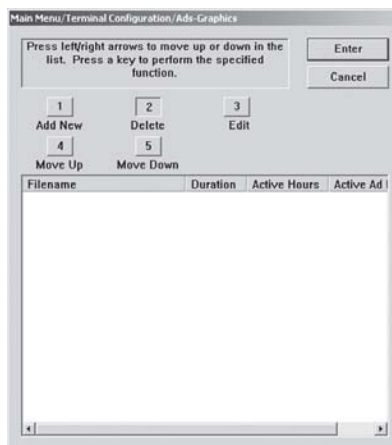 Main Menu/Terminal Configuration/Ads-Graphics
Press left/right arrows to move up or down in the
list. Press a key to perform the specified
function.
Enter
Cancel
1 2 3
Add New Delete Edit
4 5
Move Up Move Down
Filename Duration Active Hours Active Ad